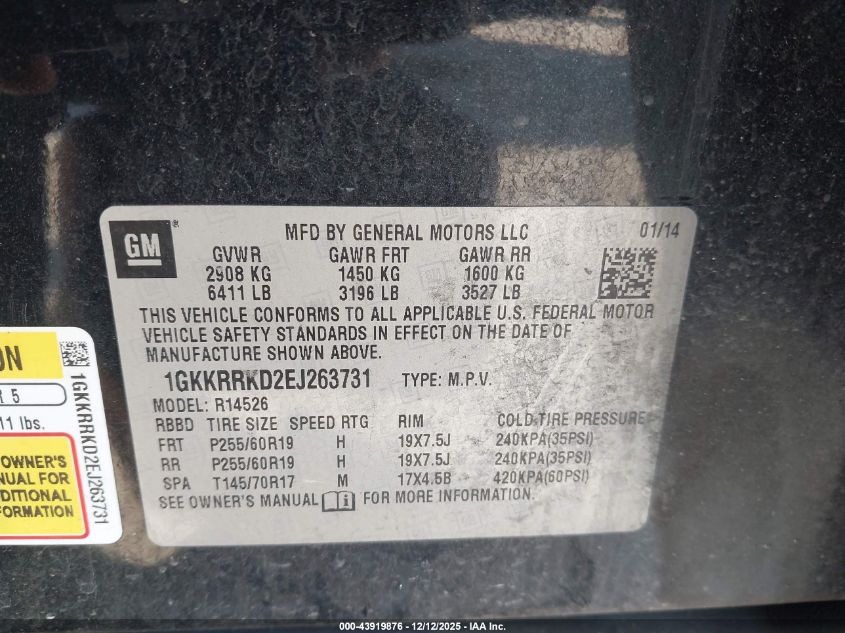 GM ®
MFD BY GENERAL MOTORS LLC 01/14
GVWR GAWR FRT GAWR RR
2908 KG 1450 KG 1600 KG
6411 LB 3196 LB 3527 LB
THIS VEHICLE CONFORMS TO ALL APPLICABLE U.S. FEDERAL MOTOR
VEHICLE SAFETY STANDARDS IN EFFECT ON THE DATE OF
MANUFACTURE SHOWN ABOVE.
1GKKRRKD2EJ263731 TYPE: M.P.V.
MODEL: R14526
RBBD TIRE SIZE SPEED RTG RIM COLD TIRE PRESSURE
FRT P255/60R19 H 19X7.5J 240KPA(35PSI)
RR P255/60R19 H 19X7.5J 240KPA(35PSI)
SPA T145/70R17 M 17X4.5B 420KPA(60PSI)
SEE OWNER'S MANUAL FOR MORE INFORMATION.
ON
R 5
11 lbs.
OWNER'S
NUAL FOR
DITIONAL
FORMATION
1GKKRRKD2EJ263731
000-43919876 - 12/12/2025 - IAA Inc.